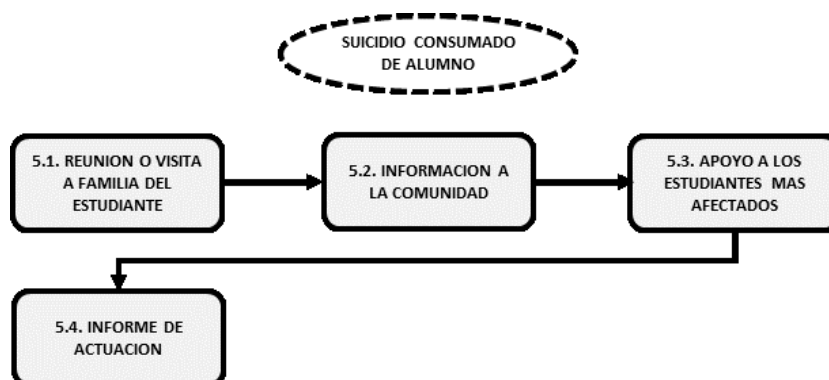 SUICIDIO CONSUMADO
DE ALUMNO
5.1. REUNION O VISITA
A FAMILIA DEL
ESTUDIANTE
5.2. INFORMACION A
LA COMUNIDAD
5.3. APOYO A LOS
ESTUDIANTES MAS
AFECTADOS
5.4. INFORME DE
ACTUACION